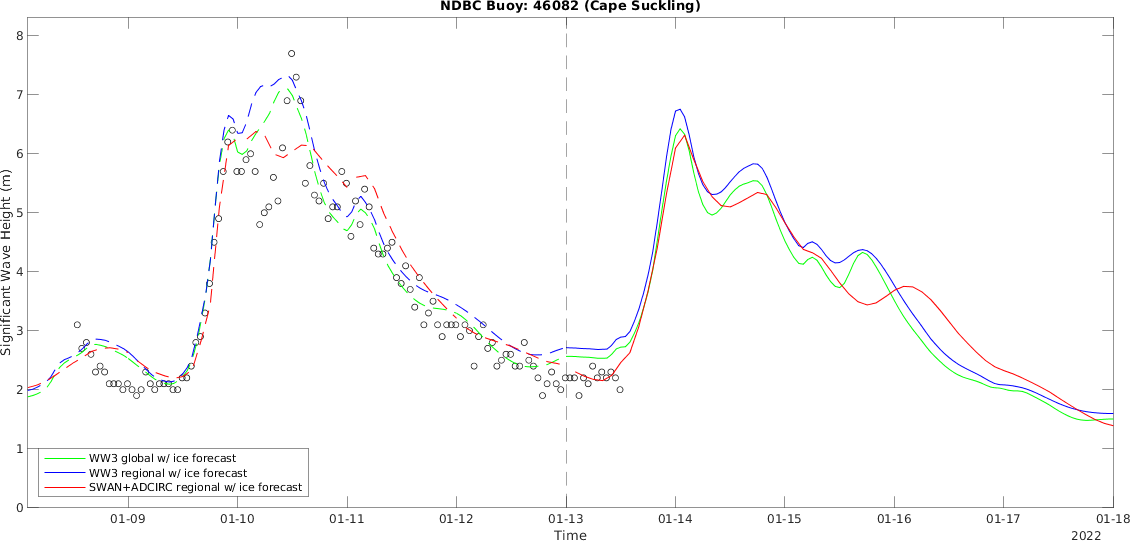 NDBC Buoy: 46082 (Cape Suckling)
Significant Wave Height (m)
8
7
6
5
4
3
2
1
0
WW3 global w/ ice forecast
WW3 regional w/ ice forecast
SWAN+ADCIRC regional w/ ice forecast
01-09 01-10 01-11 01-12 01-13 01-14 01-15 01-16 01-17 01-18
Time
2022